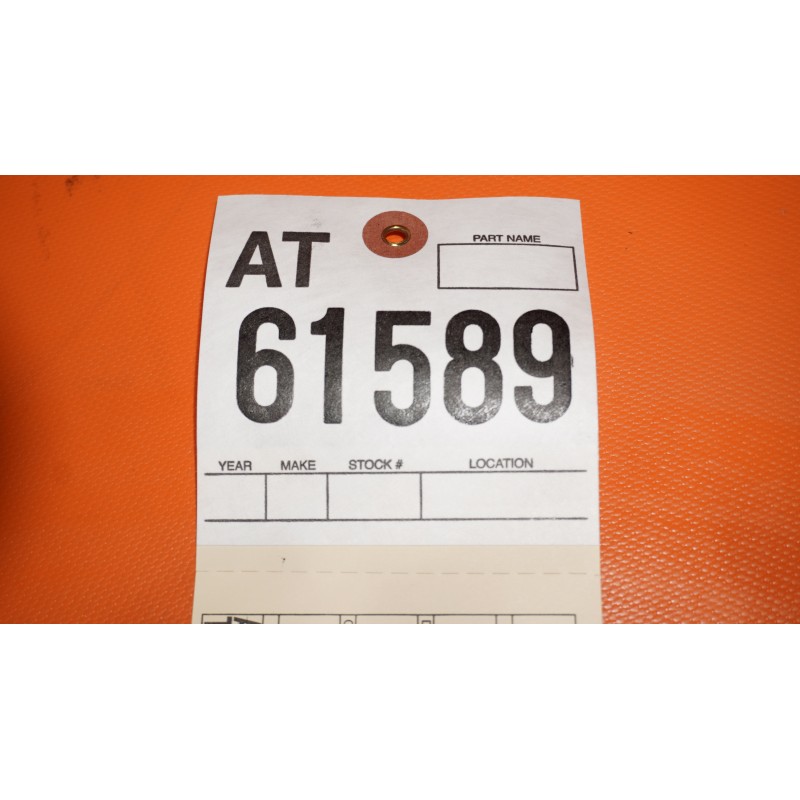 AT
PART NAME
61589
YEAR MAKE STOCK # LOCATION